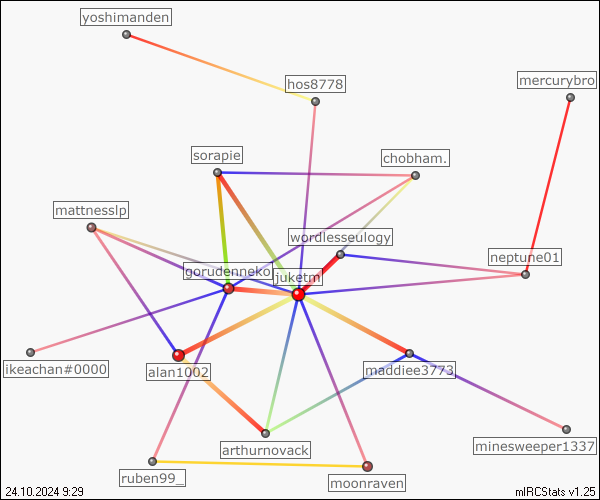 yoshimanden
hos8778
mercurybro
sorapie
chobham.
mattnesslp
wordlesseulogy
neptune01
gorudenneko
juketm
ikeachan#0000
alan1002
maddiee3773
arthurnovack
minesweeper1337
ruben99_
moonraven
24.10.2024 9:29
mIRCStats v1.25